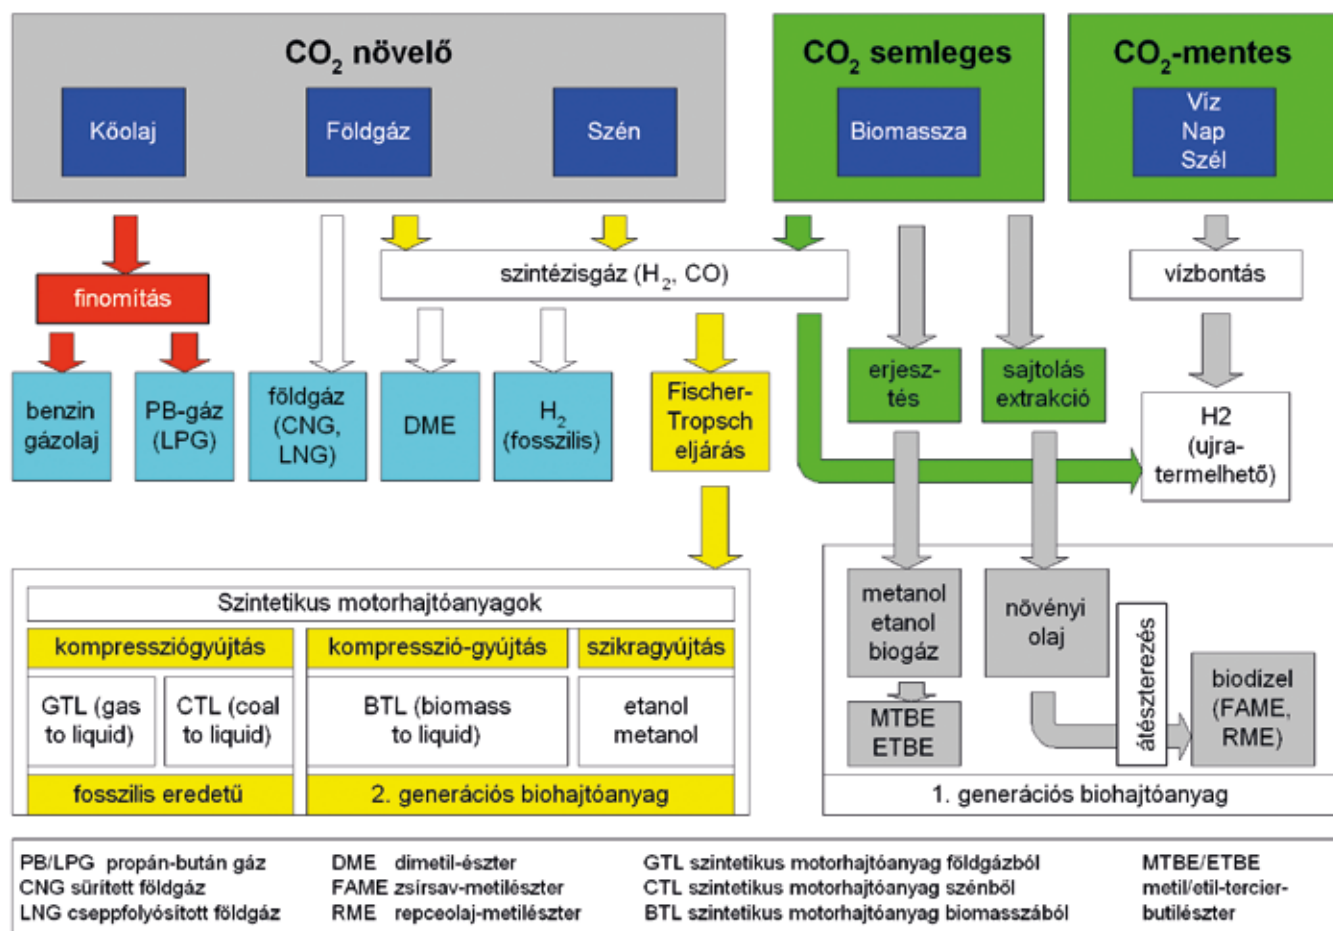 CO₂ növelő
CO₂ semleges
CO₂-mentes
Kőolaj
Földgáz
Szén
Biomassza
Víz
Nap
Szél
szintézisgáz (H₂, CO)
vízbontás
finomítás
benzin
gázolaj
PB-gáz
(LPG)
földgáz
(CNG,
LNG)
DME
H₂
(fosszilis)
Fischer-
Tropsch
eljárás
erjesz-
tés
sajtolás
extrakció
H2
(ujra-
termelhető)
Szintetikus motorhajtóanyagok
kompressziógyújtás
kompresszió-gyújtás
szikragyújtás
GTL (gas
to liquid)
CTL (coal
to liquid)
BTL (biomass
to liquid)
etanol
metanol
fosszilis eredetű
2. generációs biohajtóanyag
metanol
etanol
biogáz
növényi
olaj
MTBE
ETBE
átészterezés
biodízel
(FAME,
RME)
1. generációs biohajtóanyag
PB/LPG propán-bután gáz
CNG sűrített földgáz
LNG cseppfolyósított földgáz
DME dimetil-észter
FAME zsírsav-metilészter
RME repceolaj-metilészter
GTL szintetikus motorhajtóanyag földgázból
CTL szintetikus motorhajtóanyag szénből
BTL szintetikus motorhajtóanyag biomasszából
MTBE/ETBE
metil/etil-tercier-
butilészter